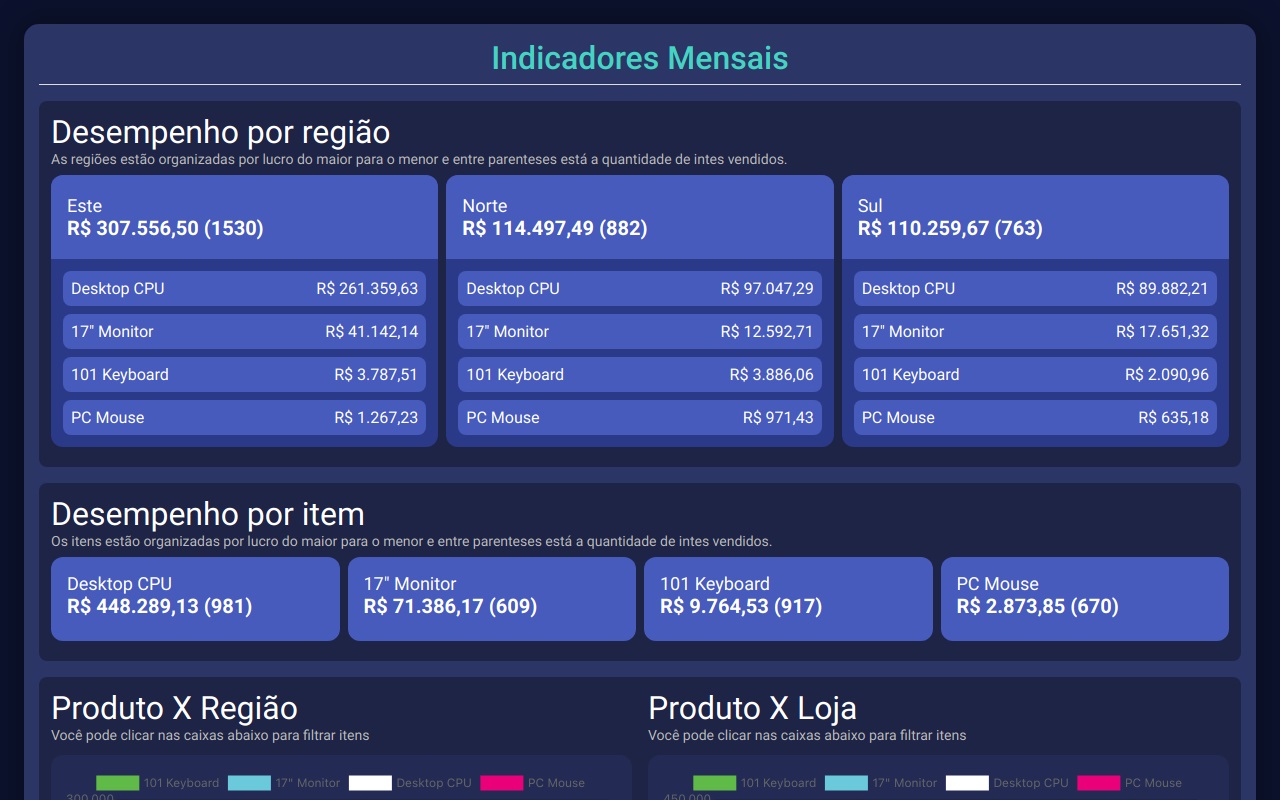 Indicadores Mensais
Desempenho por região
As regiões estão organizadas por lucro do maior para o menor e entre parenteses está a quantidade de intes vendidos.
Este
R$ 307.556,50 (1530)
Desktop CPU R$ 261.359,63
17" Monitor R$ 41.142,14
101 Keyboard R$ 3.787,51
PC Mouse R$ 1.267,23
Norte
R$ 114.497,49 (882)
Desktop CPU R$ 97.047,29
17" Monitor R$ 12.592,71
101 Keyboard R$ 3.886,06
PC Mouse R$ 971,43
Sul
R$ 110.259,67 (763)
Desktop CPU R$ 89.882,21
17" Monitor R$ 17.651,32
101 Keyboard R$ 2.090,96
PC Mouse R$ 635,18
Desempenho por item
Os itens estão organizadas por lucro do maior para o menor e entre parenteses está a quantidade de intes vendidos.
Desktop CPU
R$ 448.289,13 (981)
17" Monitor
R$ 71.386,17 (609)
101 Keyboard
R$ 9.764,53 (917)
PC Mouse
R$ 2.873,85 (670)
Produto X Região
Você pode clicar nas caixas abaixo para filtrar itens
101 Keyboard 17" Monitor Desktop CPU PC Mouse
300.000
Produto X Loja
Você pode clicar nas caixas abaixo para filtrar itens
101 Keyboard 17" Monitor Desktop CPU PC Mouse
450.000